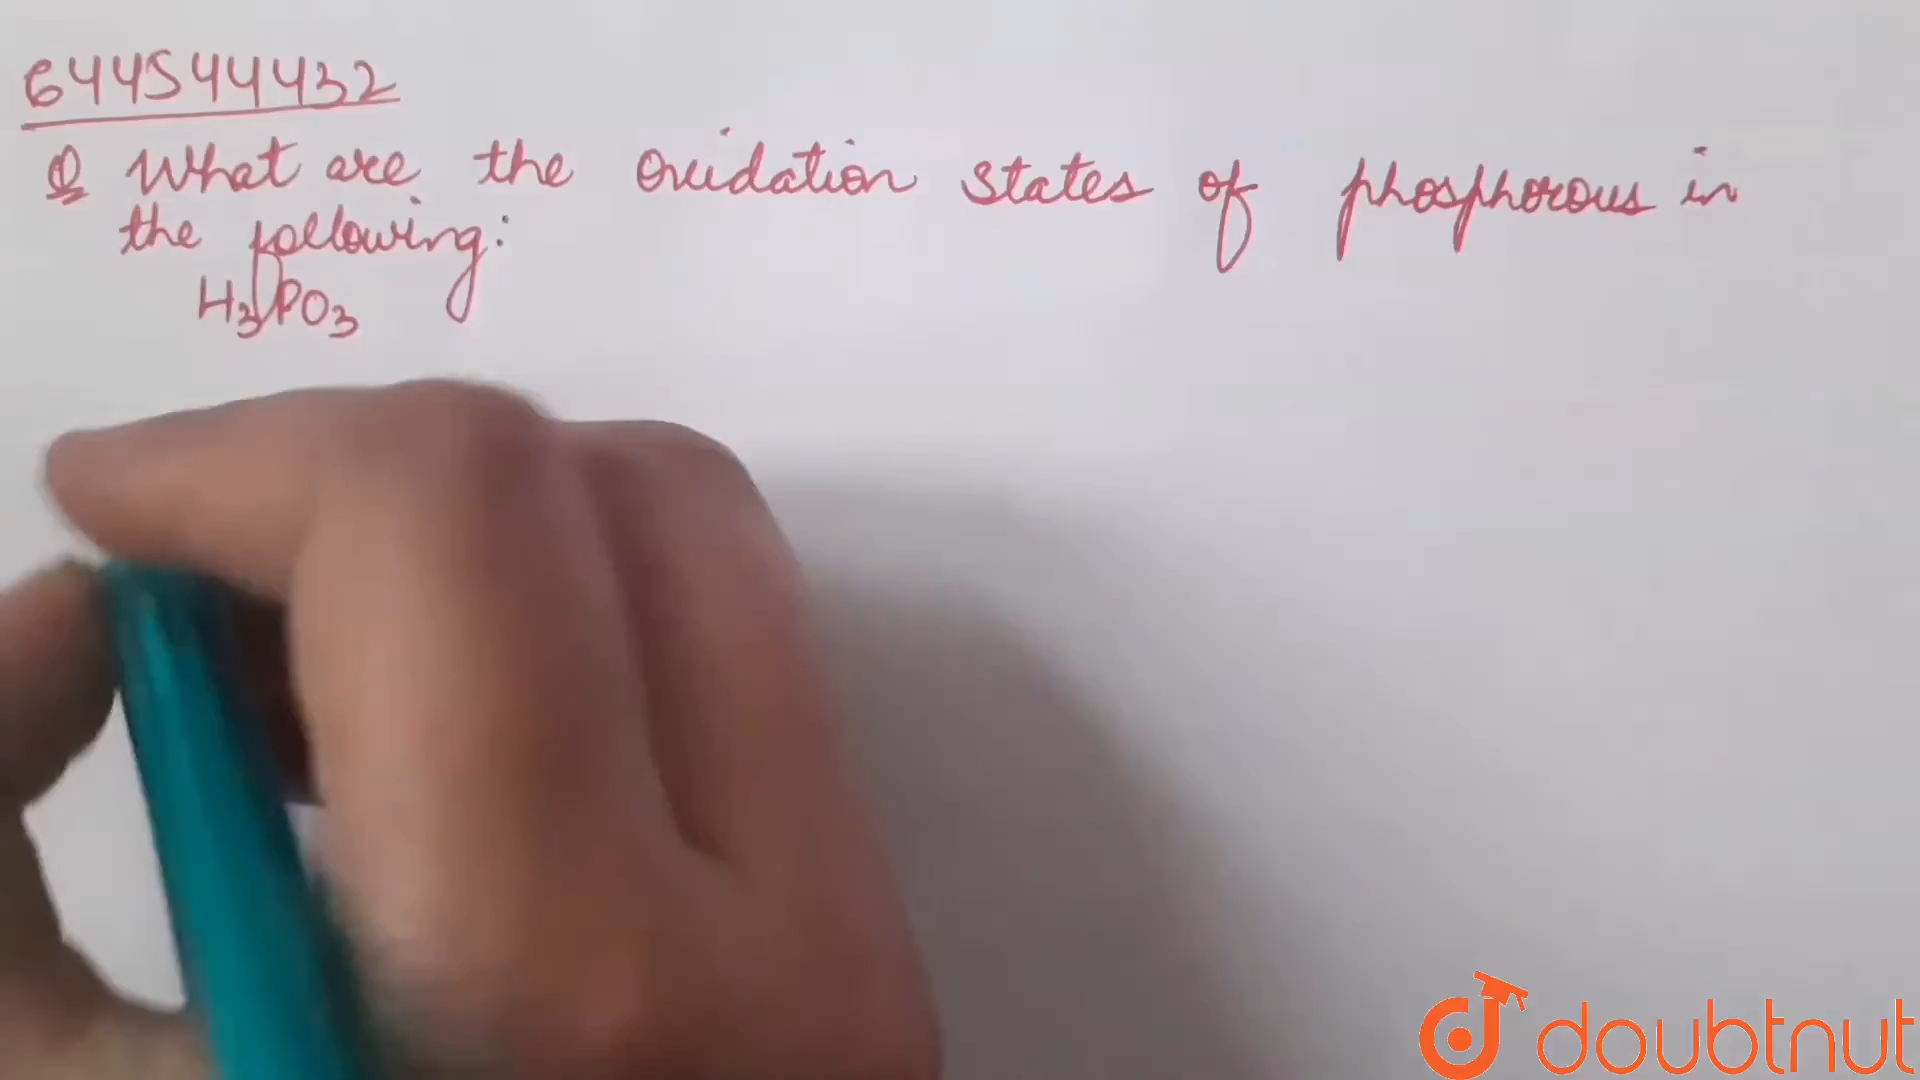 644544432
Q What are the oxidation states of phosphorous in
the following:
H3PO3
doubtnut